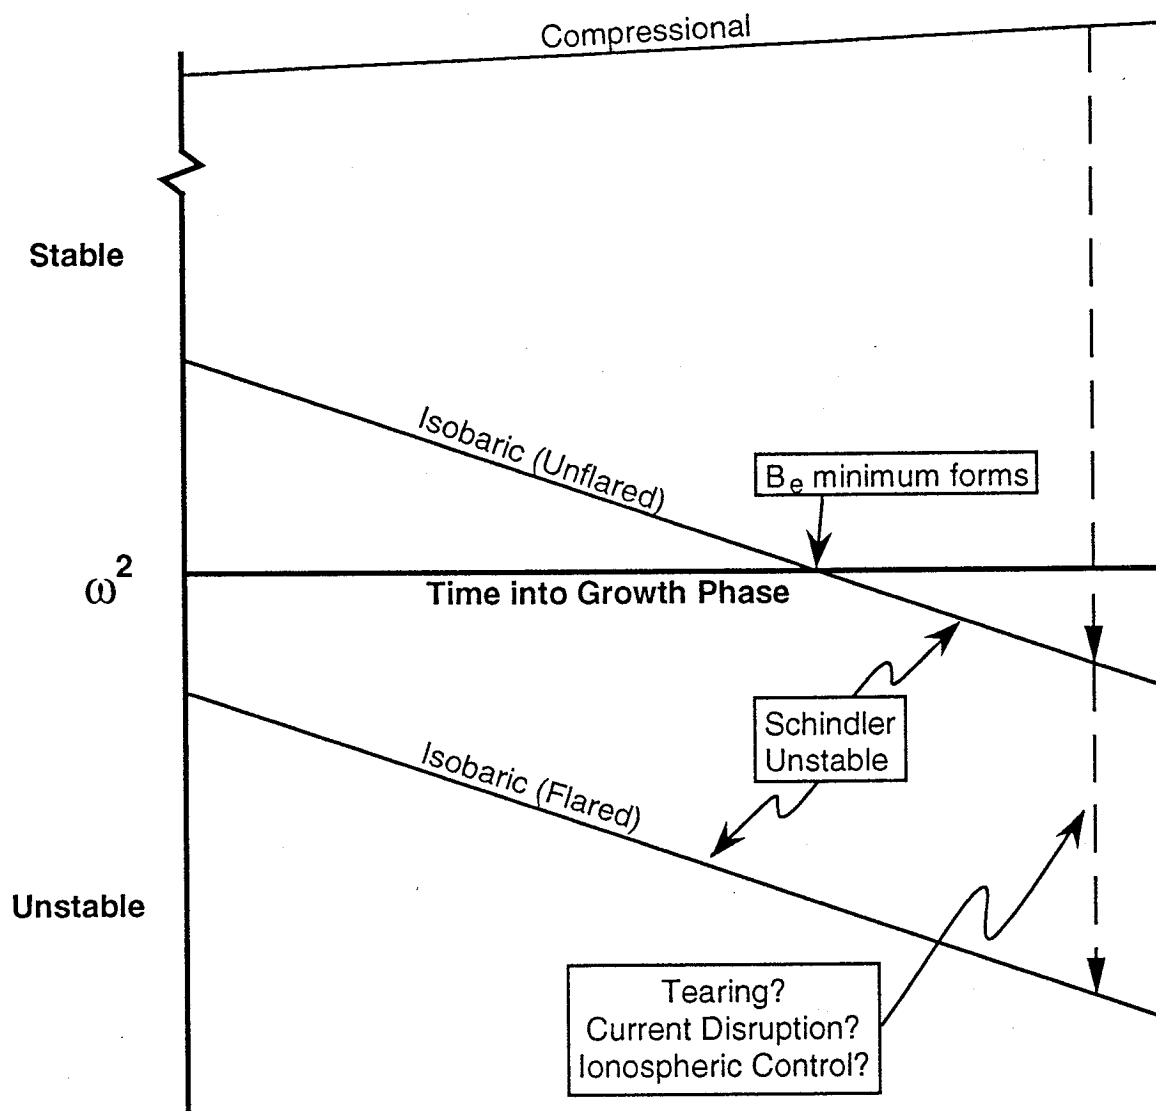 Compressional
Stable
Isobaric (Unflared)
Be minimum forms
ω²
Time into Growth Phase
Schindler
Unstable
Isobaric (Flared)
Unstable
Tearing?
Current Disruption?
Ionospheric Control?